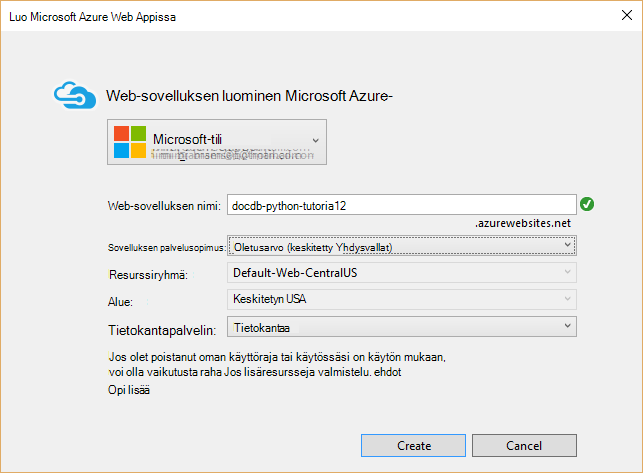 Luo Microsoft Azure Web Appissa
Web-sovelluksen luominen Microsoft Azure-
Microsoft-tili
Web-sovelluksen nimi: docdb-python-tutoria12
.azurewebsites.net
Sovelluksen palvelusopimus: Oletusarvo (keskitetty Yhdysvallat)
Resurssiryhmä: Default-Web-CentralUS
Alue: Keskitetyn USA
Tietokantapalvelin: Tietokantaa
Jos olet poistanut oman käyttöraja tai käytössäsi on käytön mukaan,
voi olla vaikutusta raha Jos lisäresursseja valmistelu. ehdot
Opi lisää
Create Cancel